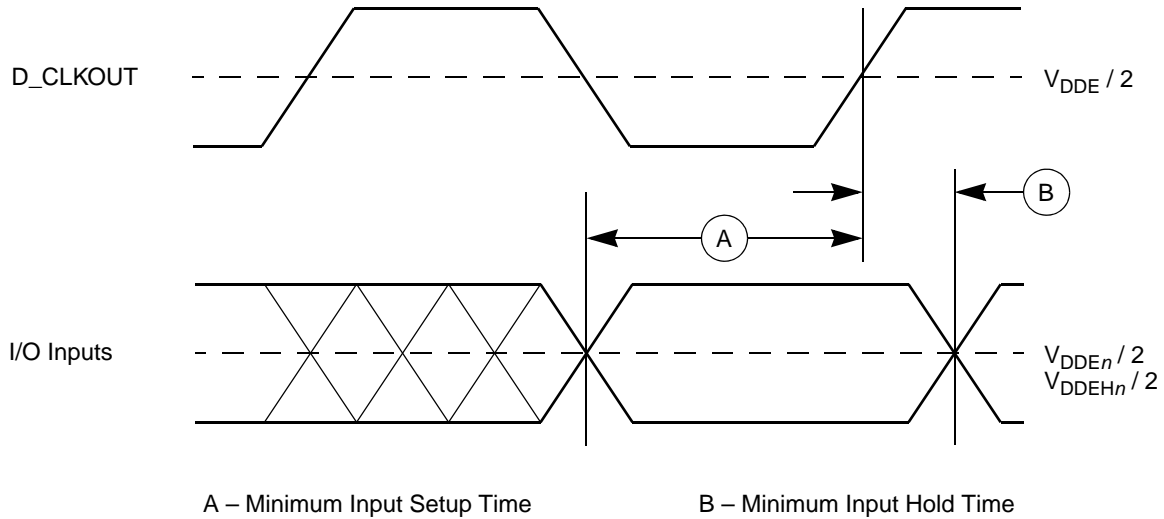 D_CLKOUT
VDDE / 2
B
A
I/O Inputs
VDDEn / 2
VDDEHn / 2
A – Minimum Input Setup Time
B – Minimum Input Hold Time